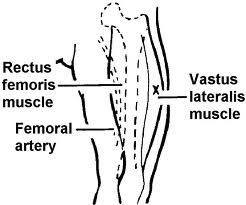 Rectus
femoris
muscle
Femoral
artery
Vastus
lateralis
muscle
x